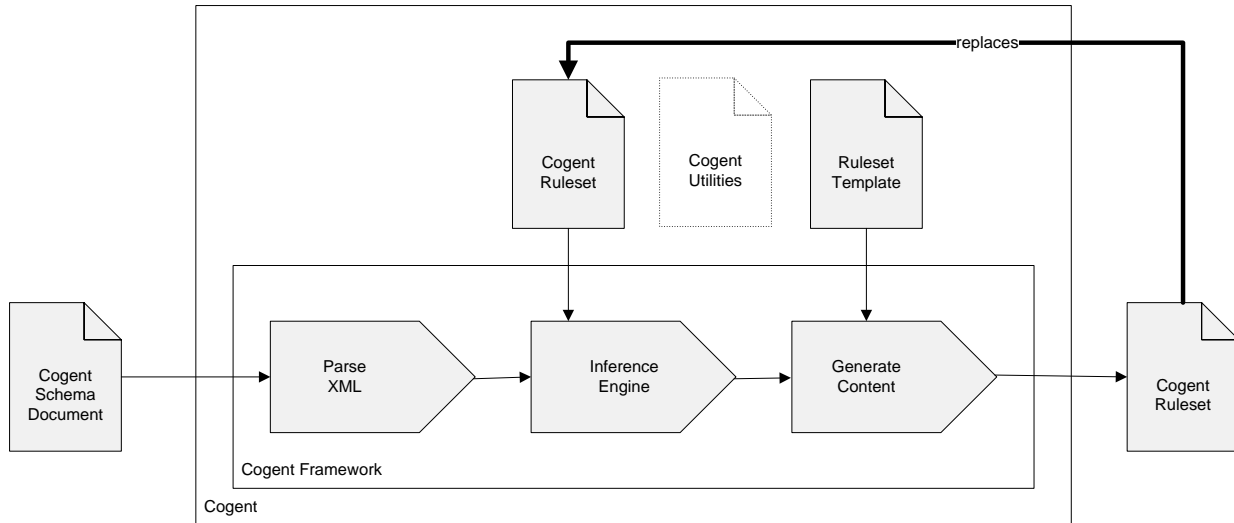 replaces
Cogent
Ruleset
Cogent
Utilities
Ruleset
Template
Cogent
Schema
Document
Parse
XML
Inference
Engine
Generate
Content
Cogent
Ruleset
Cogent Framework
Cogent